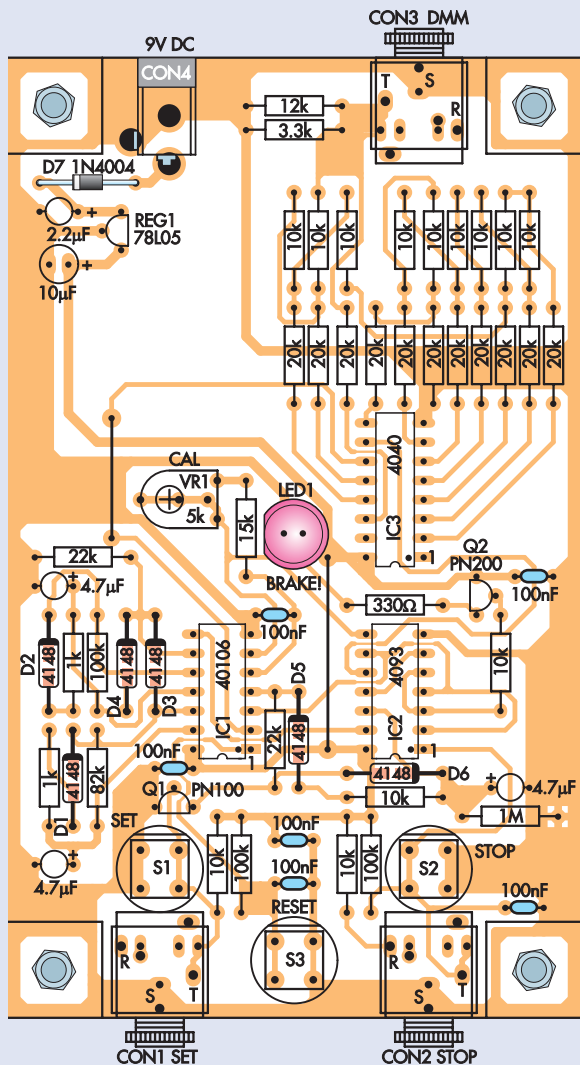 CON3 DMM
9V DC
CON4
T
S
R
12k
3.3k
D7 1N4004
REG1
78L05
2.2µF
10µF
10k
10k
10k
10k
10k
10k
10k
10k
20k
20k
20k
20k
20k
20k
20k
20k
20k
20k
20k
4040
IC3
1
CAL
VR1
5k
15k
LED1
BRAKE!
Q2
PN200
100nF
22k
4.7µF
330Ω
10k
100nF
D2
4148
1k
100k
4148
D4
4148
D3
40106
IC1
1
D5
4148
22k
4093
IC2
1
100nF
4148
D6
10k
4.7µF
1M
1k
4148
D1
82k
SET
Q1
PN100
4.7µF
S1
10k
100k
100nF
100nF
10k
100k
S2
STOP
100nF
RESET
S3
R
S
T
R
S
T
CON1 SET
CON2 STOP